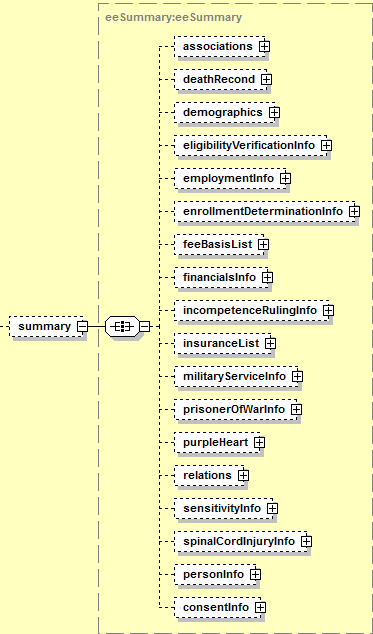 eeSummary:eeSummary
associations
deathRecond
demographics
eligibilityVerificationInfo
employmentInfo
enrollmentDeterminationInfo
feeBasisList
financialsInfo
incompetenceRulingInfo
summary
insuranceList
militaryServiceInfo
prisonerOfWarInfo
purpleHeart
relations
sensitivityInfo
spinalCordInjuryInfo
personInfo
consentInfo